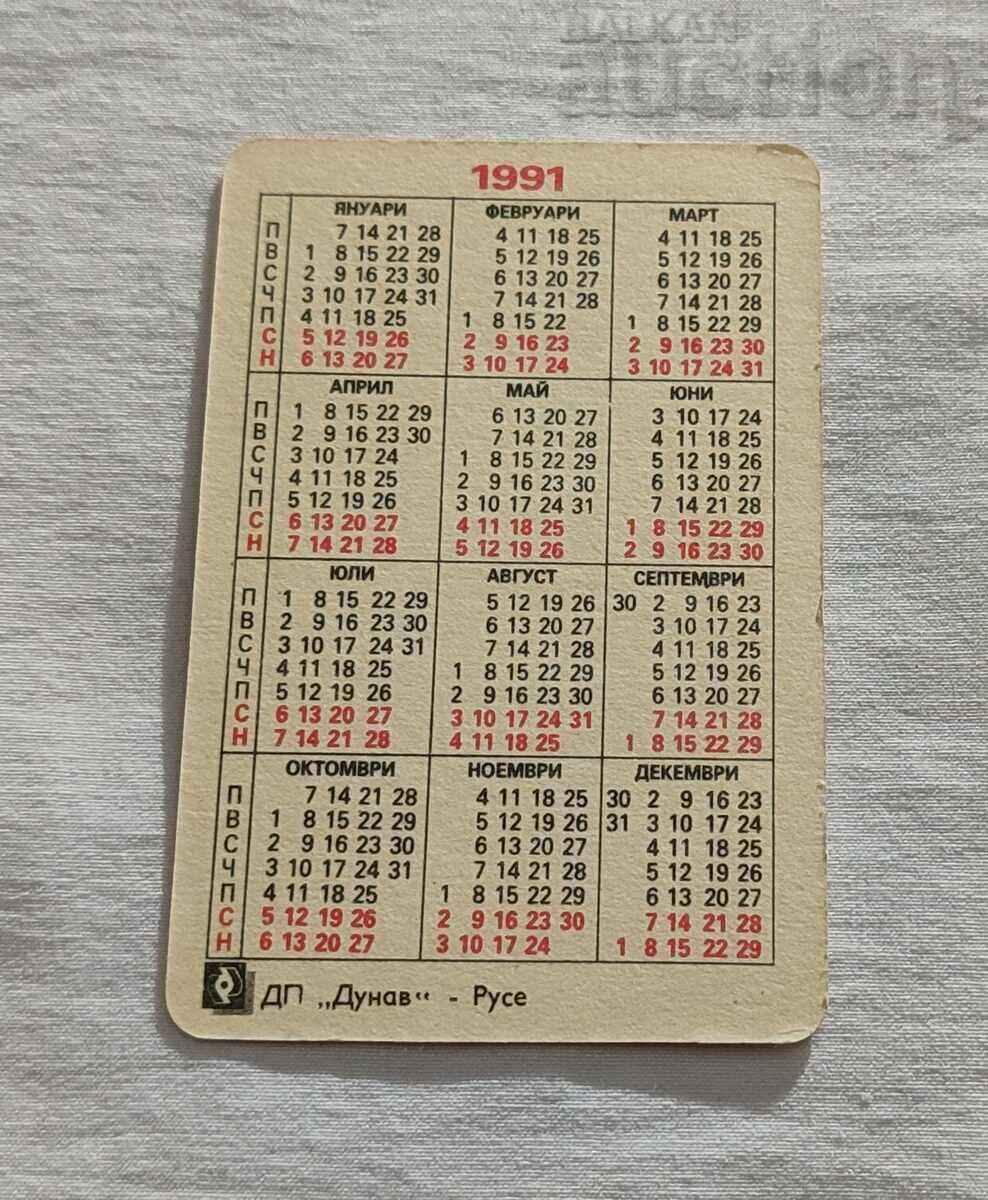 BALKAN
1991
ЯНУАРИ ФЕВРУАРИ МАРТ
П 7 14 21 28 4 11 18 25 4 11 18 25
В 1 8 15 22 29 5 12 19 26 5 12 19 26
С 2 9 16 23 30 6 13 20 27 6 13 20 27
Ч 3 10 17 24 31 7 14 21 28 7 14 21 28
П 4 11 18 25 1 8 15 22 1 8 15 22 29
С 5 12 19 26 2 9 16 23 2 9 16 23 30
Н 6 13 20 27 3 10 17 24 3 10 17 24 31
АПРИЛ МАЙ ЮНИ
П 1 8 15 22 29 6 13 20 27 3 10 17 24
В 2 9 16 23 30 7 14 21 28 4 11 18 25
С 3 10 17 24 1 8 15 22 29 5 12 19 26
Ч 4 11 18 25 2 9 16 23 30 6 13 20 27
П 5 12 19 26 3 10 17 24 31 7 14 21 28
С 6 13 20 27 4 11 18 25 1 8 15 22 29
Н 7 14 21 28 5 12 19 26 2 9 16 23 30
ЮЛИ АВГУСТ СЕПТЕМВРИ
П 1 8 15 22 29 5 12 19 26 30 2 9 16 23
В 2 9 16 23 30 6 13 20 27 3 10 17 24
С 3 10 17 24 31 7 14 21 28 4 11 18 25
Ч 4 11 18 25 1 8 15 22 29 5 12 19 26
П 5 12 19 26 2 9 16 23 30 6 13 20 27
С 6 13 20 27 3 10 17 24 31 7 14 21 28
Н 7 14 21 28 4 11 18 25 1 8 15 22 29
ОКТОМВРИ НОЕМВРИ ДЕКЕМВРИ
П 7 14 21 28 4 11 18 25 30 2 9 16 23
В 1 8 15 22 29 5 12 19 26 31 3 10 17 24
С 2 9 16 23 30 6 13 20 27 4 11 18 25
Ч 3 10 17 24 31 7 14 21 28 5 12 19 26
П 4 11 18 25 1 8 15 22 29 6 13 20 27
С 5 12 19 26 2 9 16 23 30 7 14 21 28
Н 6 13 20 27 3 10 17 24 1 8 15 22 29
ДП „Дунав“ - Русе